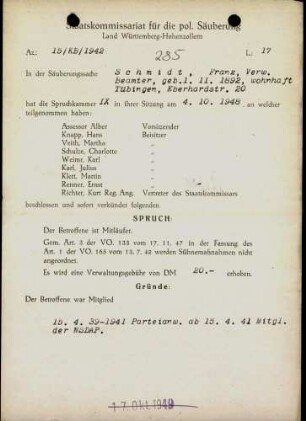 Staatskommissariat für die pol. Säuberung
Land Württemberg-Hohenzollern
Az.: 15/KB/1942 235 L 17
In der Säuberungssache Schmidt, Franz, Verw.
Beamter, geb.1. 11. 1892, wohnhaft
Tübingen, Eberhardstr. 20
hat die Spruchkammer IX in ihrer Sitzung am 4. 10. 1948, an welcher
teilgenommen haben:
Assessor Alber Vorsitzender
Knapp, Hans Beisitzer
Veith, Martha "
Schulze, Charlotte "
Weimer, Karl "
Karl, Julius "
Klett, Martin "
Renner, Ernst "
Richter, Kurt Reg. Ang. Vertreter des Staatskommissars
beschlossen und sofort verkündet folgenden
SPRUCH:
Der Betroffene ist Mitläufer.
Gem. Art. 3 der VO. 133 vom 17. 11. 47 in der Fassung des
Art. 1 der VO. 165 vom 13. 7. 48 werden Sühnemaßnahmen nicht
angeordnet.
Es wird eine Verwaltungsgebühr von DM 20.- erhoben.
Gründe:
Der Betroffene war Mitglied
15. 4. 39-1941 Parteianw. ab 15. 4. 41 Mitgl.
der NSDAP.
17. Okt. 1949